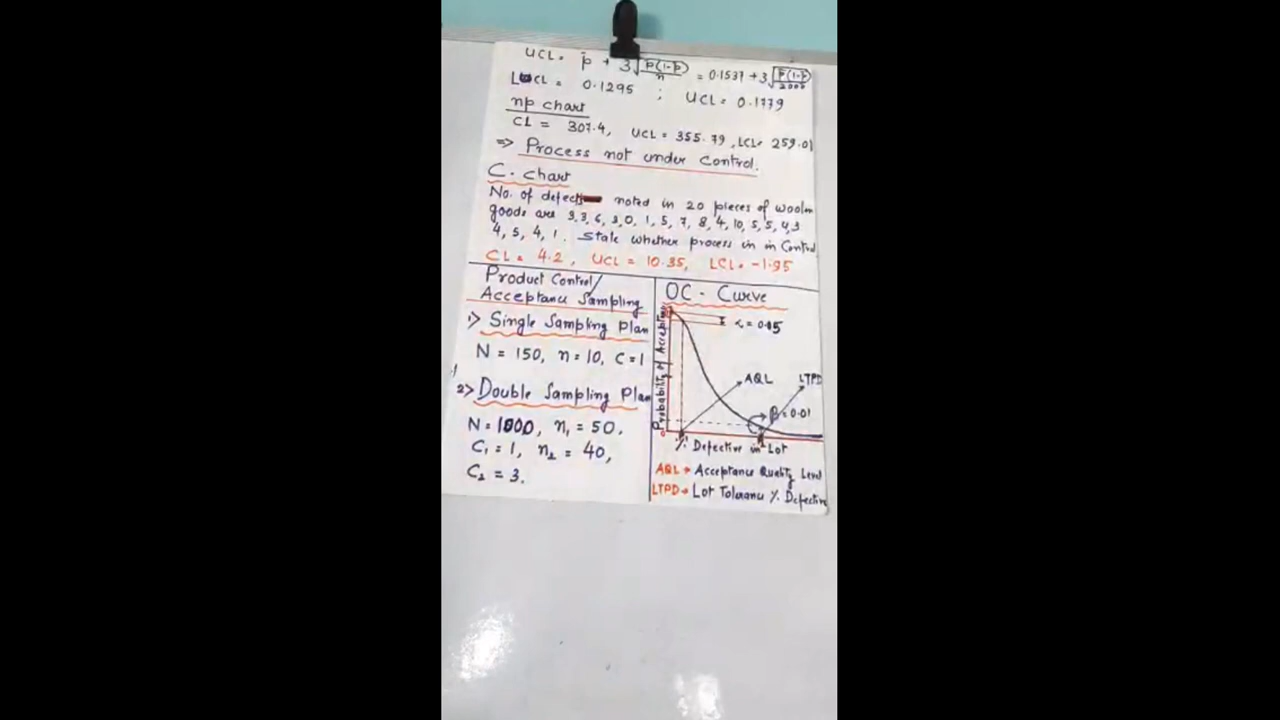 UCL = p̄ + 3√(p(1-p)/n) = 0.1537 + 3√(p(1-p)/2000)
LCL = 0.1295 ; UCL = 0.1779
np chart
CL = 307.4, UCL = 355.79, LCL = 259.01
=> Process not under Control.
C - chart
No. of defects noted in 20 pieces of woolen
goods are 3, 3, 6, 3, 0, 1, 5, 7, 8, 4, 10, 5, 5, 4, 3
4, 5, 4, 1. State whether process in in Control
CL = 4.2, UCL = 10.35, LCL = -1.95
Product Control/
Acceptance Sampling
1> Single Sampling Plan
N = 150, n = 10, C = 1
2> Double Sampling Plan
N = 1000, n₁ = 50,
C₁ = 1, n₂ = 40,
C₂ = 3.
OC - Curve
Probability of Acceptance
AQL
LTPD
β = 0.01
% Defective in Lot
AQL → Acceptance Quality Level
LTPD → Lot Tolerance % Defective